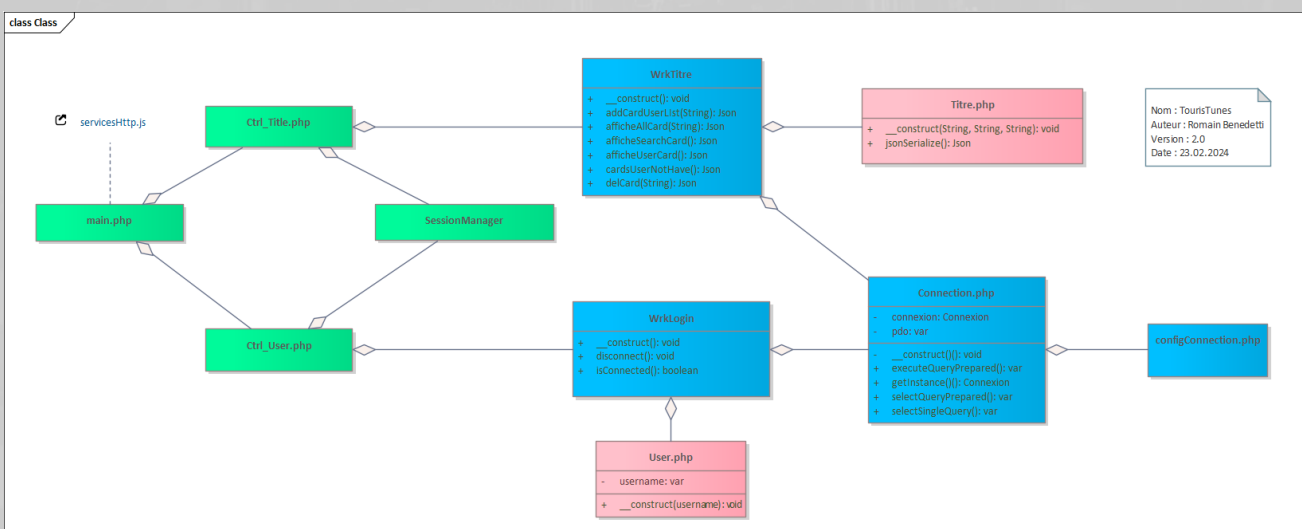 class Class
servicesHttp.js
Ctrl_Title.php
main.php
SessionManager
Ctrl_User.php
WrkTitre
+ __construct(): void
+ addCardUserList(String): Json
+ afficheAllCard(String): Json
+ afficheSearchCard(): Json
+ afficheUserCard(): Json
+ cardsUserNotHave(): Json
+ delCard(String): Json
Titre.php
+ __construct(String, String, String): void
+ jsonSerialize(): Json
Nom : TourisTunes
Auteur : Romain Benedetti
Version : 2.0
Date : 23.02.2024
WrkLogin
+ __construct(): void
+ disconnect(): void
+ isConnected(): boolean
Connection.php
- connexion: Connexion
- pdo: var
- __construct()(): void
+ executeQueryPrepared(): var
+ getInstance()(): Connexion
+ selectQueryPrepared(): var
+ selectSingleQuery(): var
configConnection.php
User.php
- username: var
+ __construct(username): void